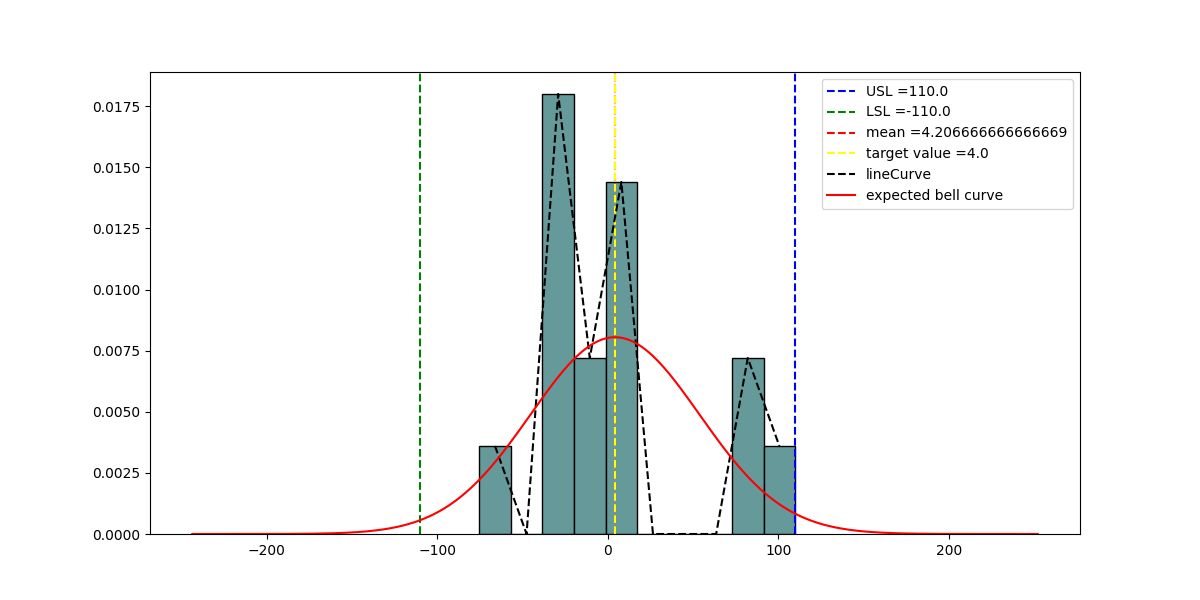 USL =110.0
LSL =-110.0
mean =4.206666666666669
target value =4.0
lineCurve
expected bell curve
0.0175
0.0150
0.0125
0.0100
0.0075
0.0050
0.0025
0.0000
−200 −100 0 100 200